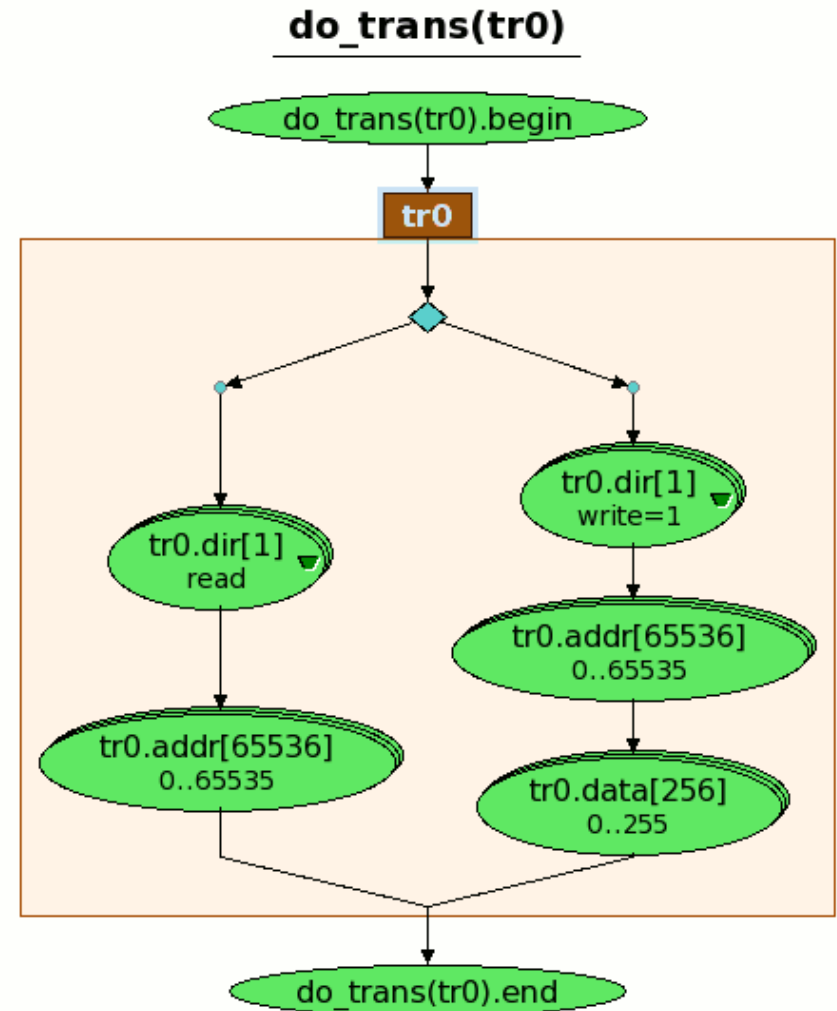 do_trans(tr0)
do_trans(tr0).begin
tr0
tr0.dir[1]
read
tr0.addr[65536]
0..65535
tr0.dir[1]
write=1
tr0.addr[65536]
0..65535
tr0.data[256]
0..255
do_trans(tr0).end